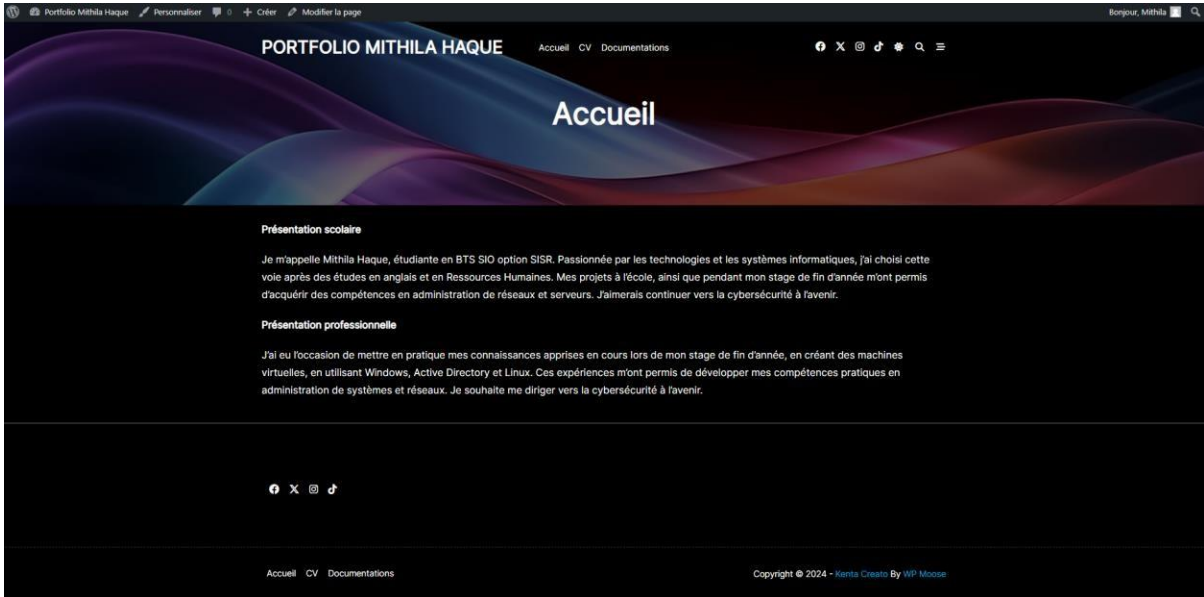 Portfolio Mithila Haque Personnaliser 0 + Créer Modifier la page Bonjour, Mithila
PORTFOLIO MITHILA HAQUE Accueil CV Documentations
Accueil
Présentation scolaire
Je m'appelle Mithila Haque, étudiante en BTS SIO option SISR. Passionnée par les technologies et les systèmes informatiques, j'ai choisi cette
voie après des études en anglais et en Ressources Humaines. Mes projets à l'école, ainsi que pendant mon stage de fin d'année m'ont permis
d'acquérir des compétences en administration de réseaux et serveurs. J'aimerais continuer vers la cybersécurité à l'avenir.
Présentation professionnelle
J'ai eu l'occasion de mettre en pratique mes connaissances apprises en cours lors de mon stage de fin d'année, en créant des machines
virtuelles, en utilisant Windows, Active Directory et Linux. Ces expériences m'ont permis de développer mes compétences pratiques en
administration de systèmes et réseaux. Je souhaite me diriger vers la cybersécurité à l'avenir.
Accueil CV Documentations Copyright © 2024 - Kenta Creato By WP Moose